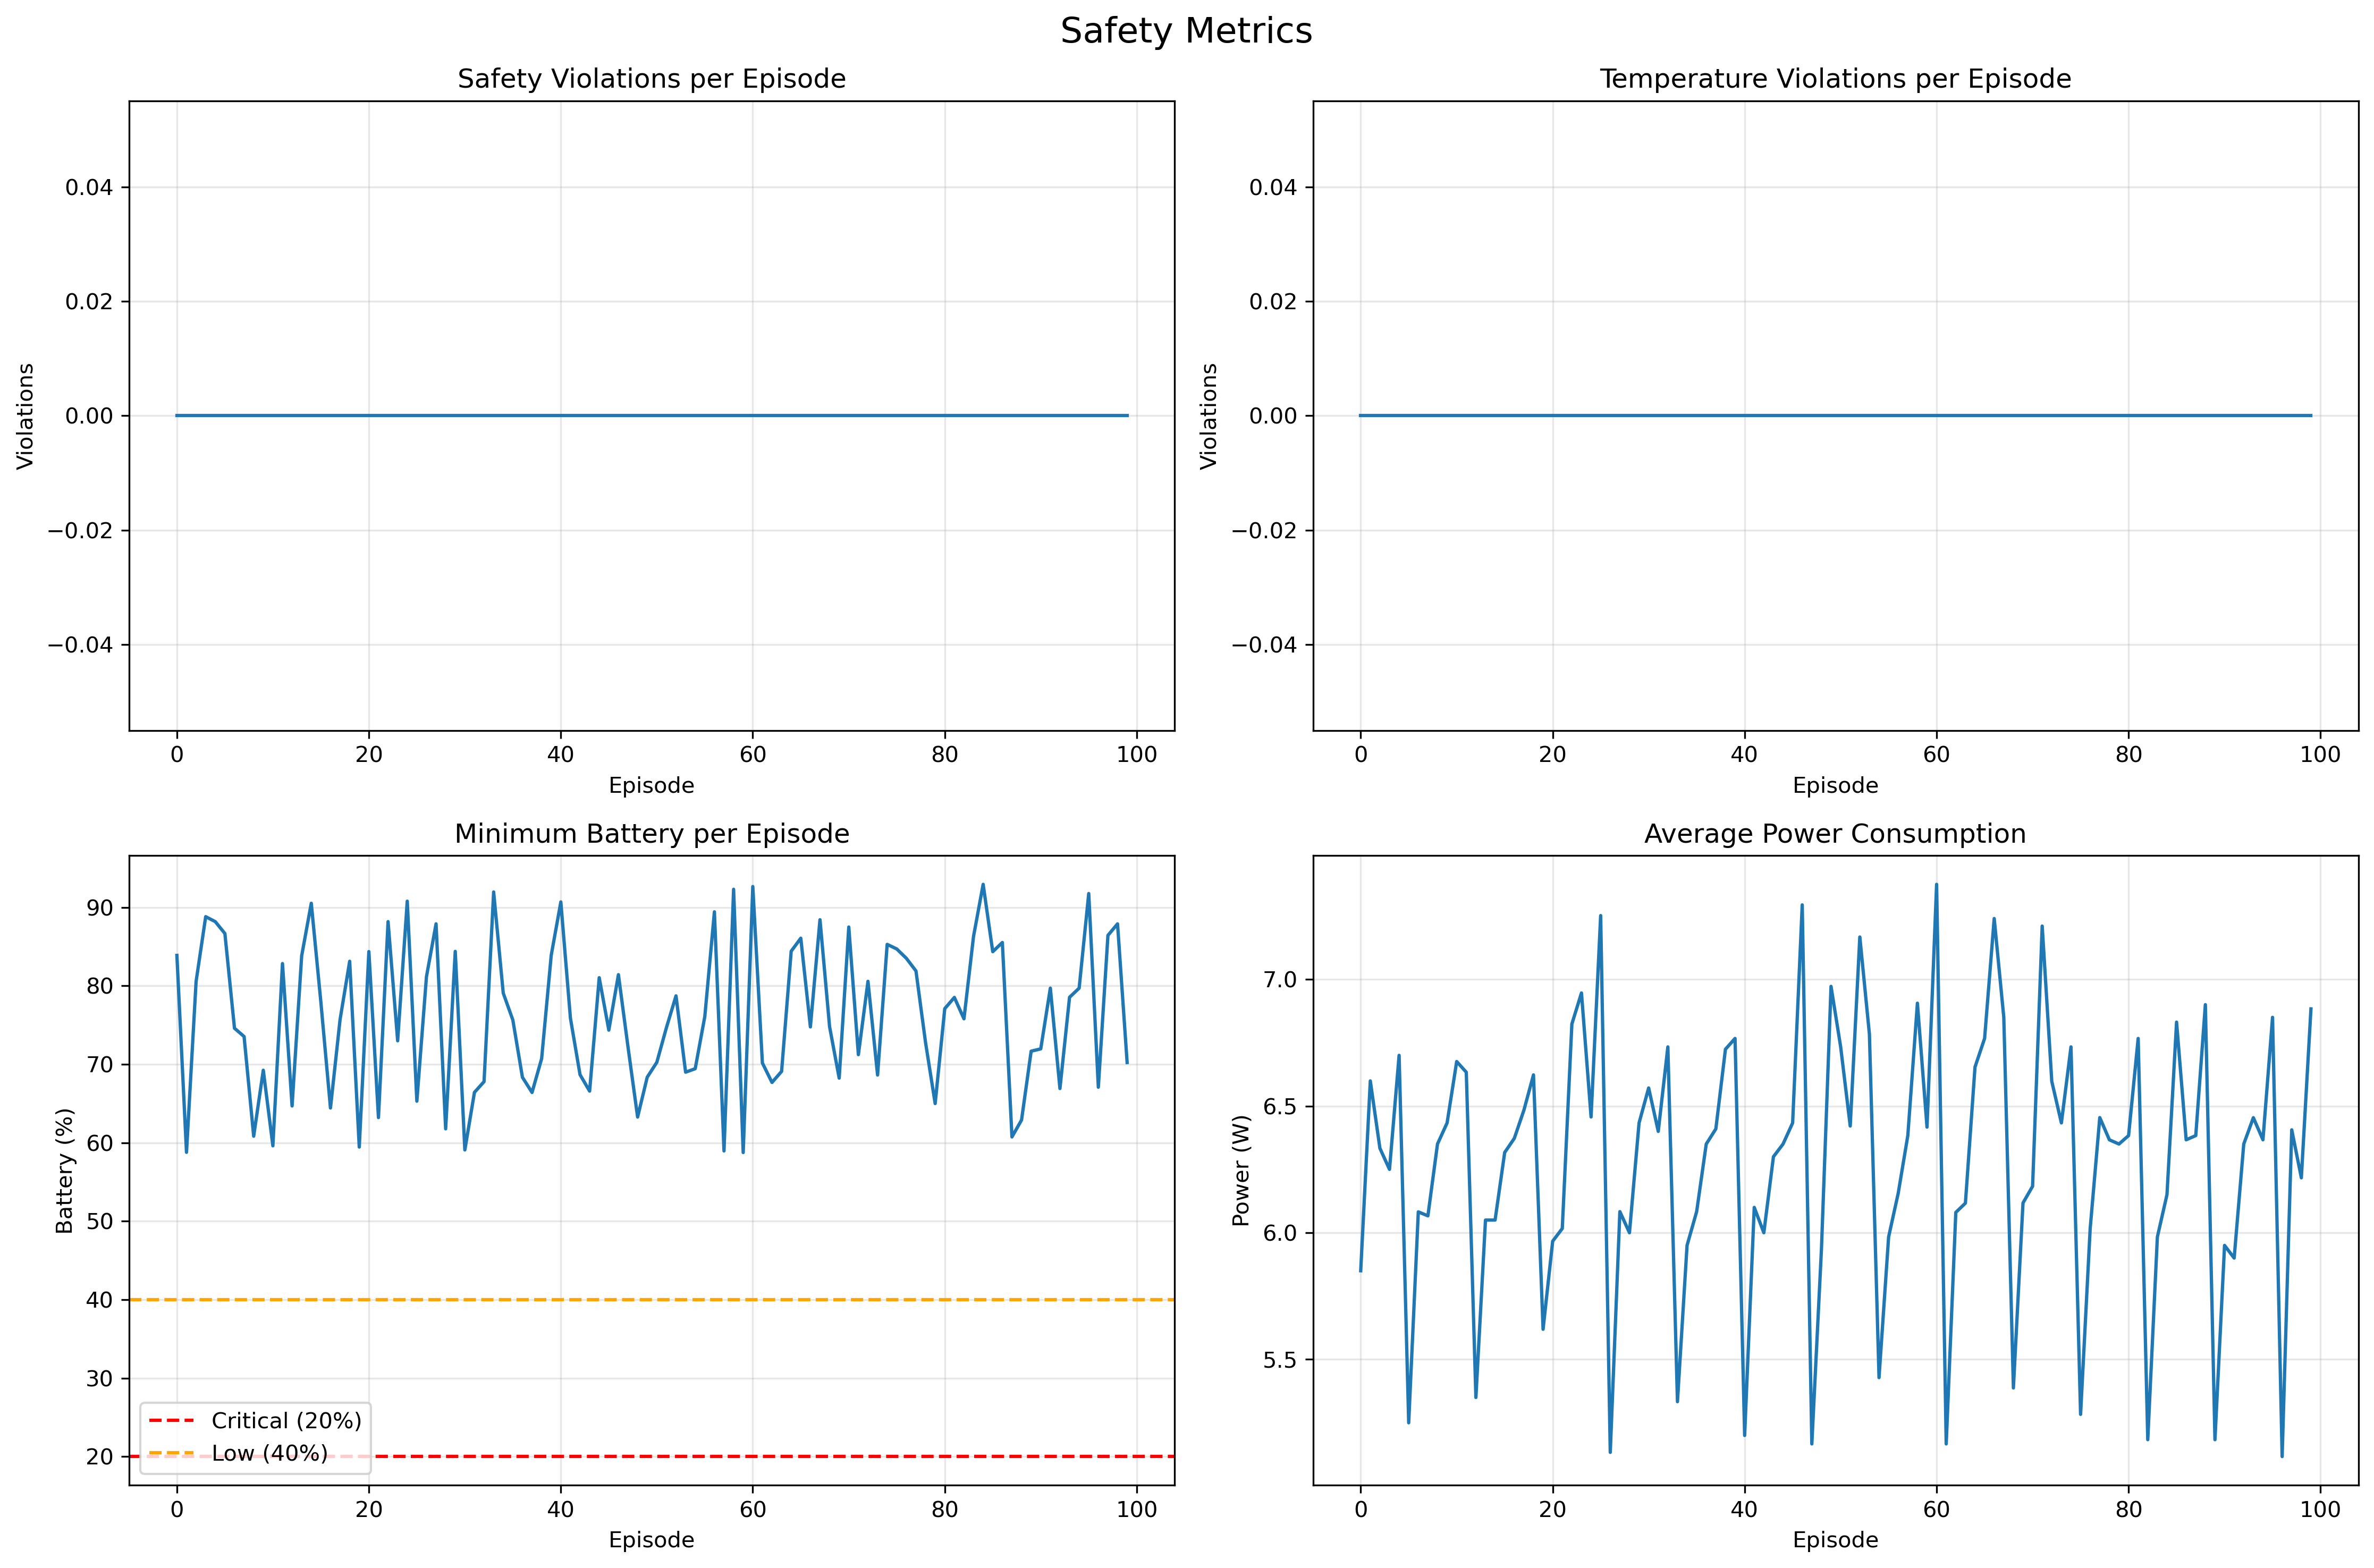 Safety Metrics
Safety Violations per Episode
Violations
0.04
0.02
0.00
−0.02
−0.04
0 20 40 60 80 100
Episode
Temperature Violations per Episode
Violations
0.04
0.02
0.00
−0.02
−0.04
0 20 40 60 80 100
Episode
Minimum Battery per Episode
Battery (%)
90
80
70
60
50
40
30
20
Critical (20%)
Low (40%)
0 20 40 60 80 100
Episode
Average Power Consumption
Power (W)
7.0
6.5
6.0
5.5
0 20 40 60 80 100
Episode